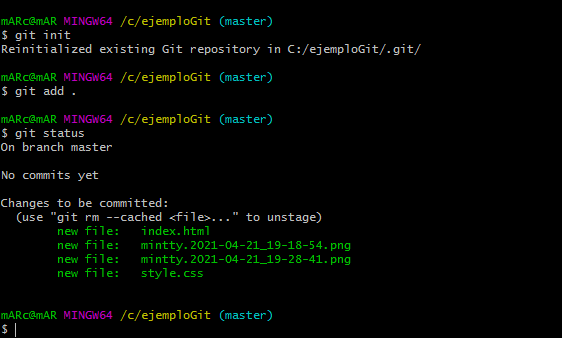 mARc@mAR MINGW64 /c/ejemploGit (master)
$ git init
Reinitialized existing Git repository in C:/ejemploGit/.git/
mARc@mAR MINGW64 /c/ejemploGit (master)
$ git add .
mARc@mAR MINGW64 /c/ejemploGit (master)
$ git status
On branch master
No commits yet
Changes to be committed:
(use "git rm --cached <file>..." to unstage)
new file: index.html
new file: mintty.2021-04-21_19-18-54.png
new file: mintty.2021-04-21_19-28-41.png
new file: style.css
mARc@mAR MINGW64 /c/ejemploGit (master)
$